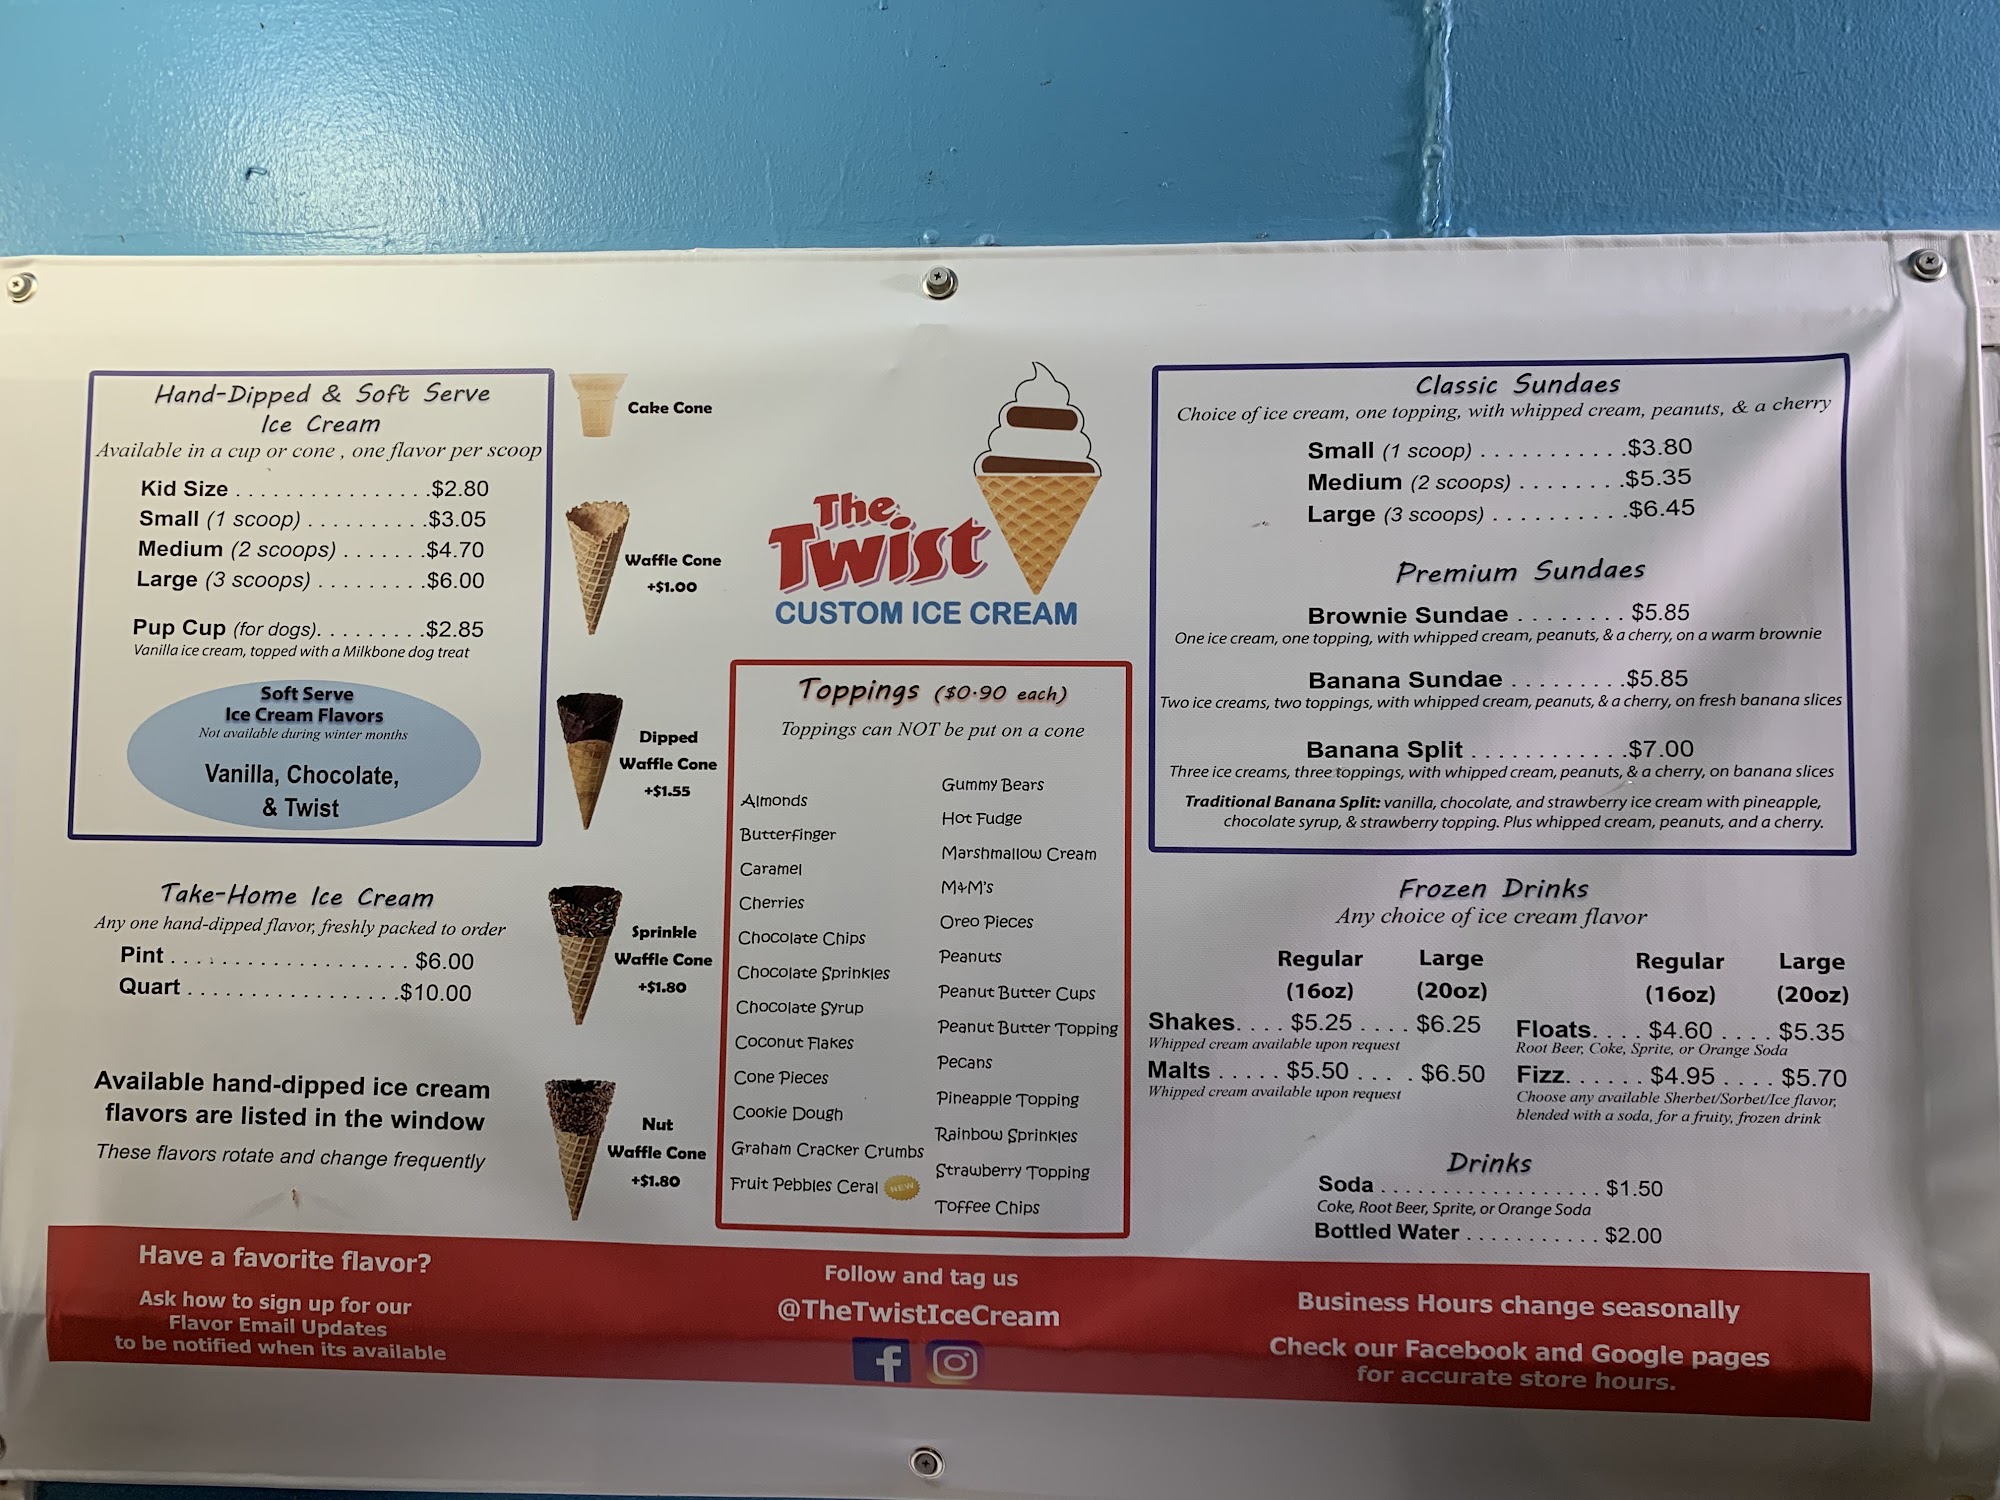 Hand-Dipped & Soft Serve
Ice Cream
Available in a cup or cone , one flavor per scoop
Kid Size . . . . . . . . . . . . . . . .$2.80
Small (1 scoop) . . . . . . . . . .$3.05
Medium (2 scoops) . . . . . . .$4.70
Large (3 scoops) . . . . . . . . .$6.00
Pup Cup (for dogs). . . . . . . . .$2.85
Vanilla ice cream, topped with a Milkbone dog treat
Soft Serve
Ice Cream Flavors
Not available during winter months
Vanilla, Chocolate,
& Twist
Take-Home Ice Cream
Any one hand-dipped flavor, freshly packed to order
Pint . . . . . . . . . . . . . . . . . . . $6.00
Quart . . . . . . . . . . . . . . . . .$10.00
Available hand-dipped ice cream
flavors are listed in the window
These flavors rotate and change frequently
Cake Cone
Waffle Cone
+$1.00
Dipped
Waffle Cone
+$1.55
Sprinkle
Waffle Cone
+$1.80
Nut
Waffle Cone
+$1.80
The
Twist
CUSTOM ICE CREAM
Toppings ($0.90 each)
Toppings can NOT be put on a cone
Almonds
Butterfinger
Caramel
Cherries
Chocolate Chips
Chocolate Sprinkles
Chocolate Syrup
Coconut Flakes
Cone Pieces
Cookie Dough
Graham Cracker Crumbs
Fruit Pebbles Ceral NEW
Gummy Bears
Hot Fudge
Marshmallow Cream
M&M's
Oreo Pieces
Peanuts
Peanut Butter Cups
Peanut Butter Topping
Pecans
Pineapple Topping
Rainbow Sprinkles
Strawberry Topping
Toffee Chips
Classic Sundaes
Choice of ice cream, one topping, with whipped cream, peanuts, & a cherry
Small (1 scoop) . . . . . . . . . . .$3.80
Medium (2 scoops) . . . . . . . .$5.35
Large (3 scoops) . . . . . . . . . .$6.45
Premium Sundaes
Brownie Sundae . . . . . . . . $5.85
One ice cream, one topping, with whipped cream, peanuts, & a cherry, on a warm brownie
Banana Sundae . . . . . . . . .$5.85
Two ice creams, two toppings, with whipped cream, peanuts, & a cherry, on fresh banana slices
Banana Split . . . . . . . . . . . .$7.00
Three ice creams, three toppings, with whipped cream, peanuts, & a cherry, on banana slices
Traditional Banana Split: vanilla, chocolate, and strawberry ice cream with pineapple,
chocolate syrup, & strawberry topping. Plus whipped cream, peanuts, and a cherry.
Frozen Drinks
Any choice of ice cream flavor
Regular Large
(16oz) (20oz)
Shakes. . . . $5.25 . . . . $6.25
Whipped cream available upon request
Malts . . . . . $5.50 . . . . $6.50
Whipped cream available upon request
Regular Large
(16oz) (20oz)
Floats. . . . $4.60 . . . . $5.35
Root Beer, Coke, Sprite, or Orange Soda
Fizz. . . . . . $4.95 . . . . $5.70
Choose any available Sherbet/Sorbet/Ice flavor,
blended with a soda, for a fruity, frozen drink
Drinks
Soda . . . . . . . . . . . . . . . . . . $1.50
Coke, Root Beer, Sprite, or Orange Soda
Bottled Water . . . . . . . . . . . $2.00
Have a favorite flavor?
Ask how to sign up for our
Flavor Email Updates
to be notified when its available
Follow and tag us
@TheTwistIceCream
f
Business Hours change seasonally
Check our Facebook and Google pages
for accurate store hours.